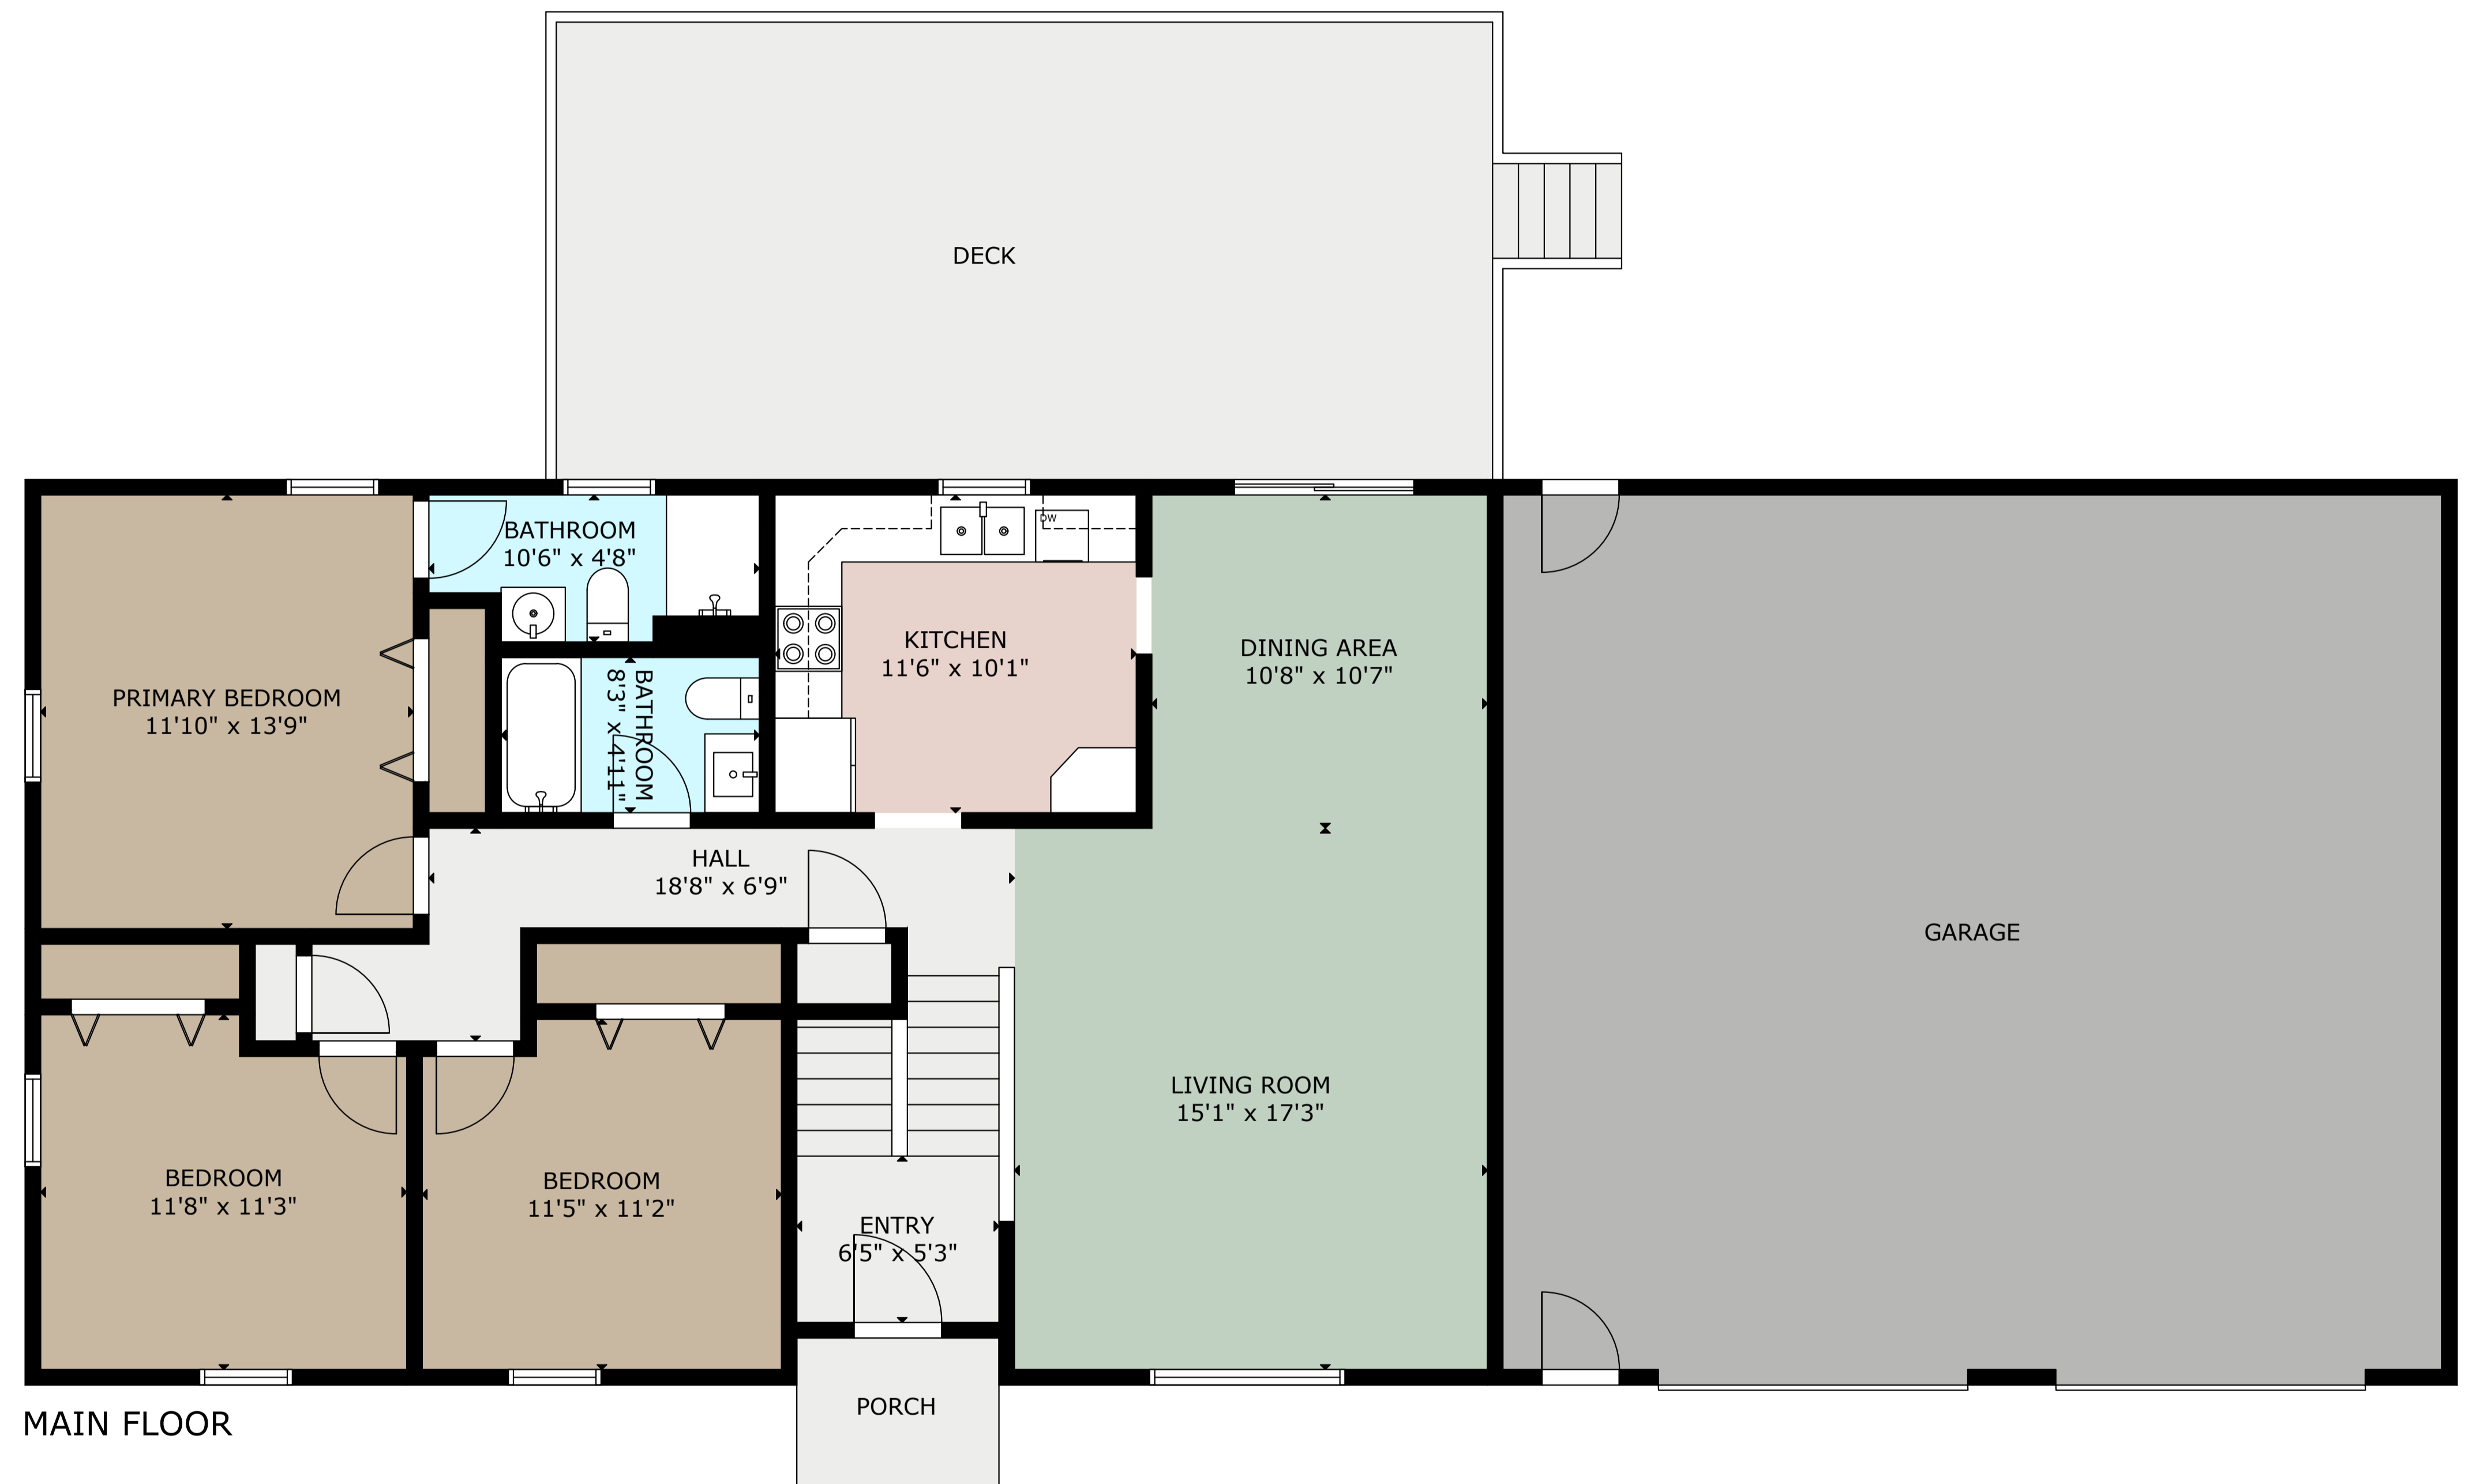 DECK
BATHROOM
10'6" x 4'8"
DW
KITCHEN
11'6" x 10'1"
DINING AREA
10'8" x 10'7"
PRIMARY BEDROOM
11'10" x 13'9"
BATHROOM
8'3" x 4'11"
HALL
18'8" x 6'9"
GARAGE
LIVING ROOM
15'1" x 17'3"
BEDROOM
11'8" x 11'3"
BEDROOM
11'5" x 11'2"
ENTRY
6'5" x 5'3"
PORCH
MAIN FLOOR